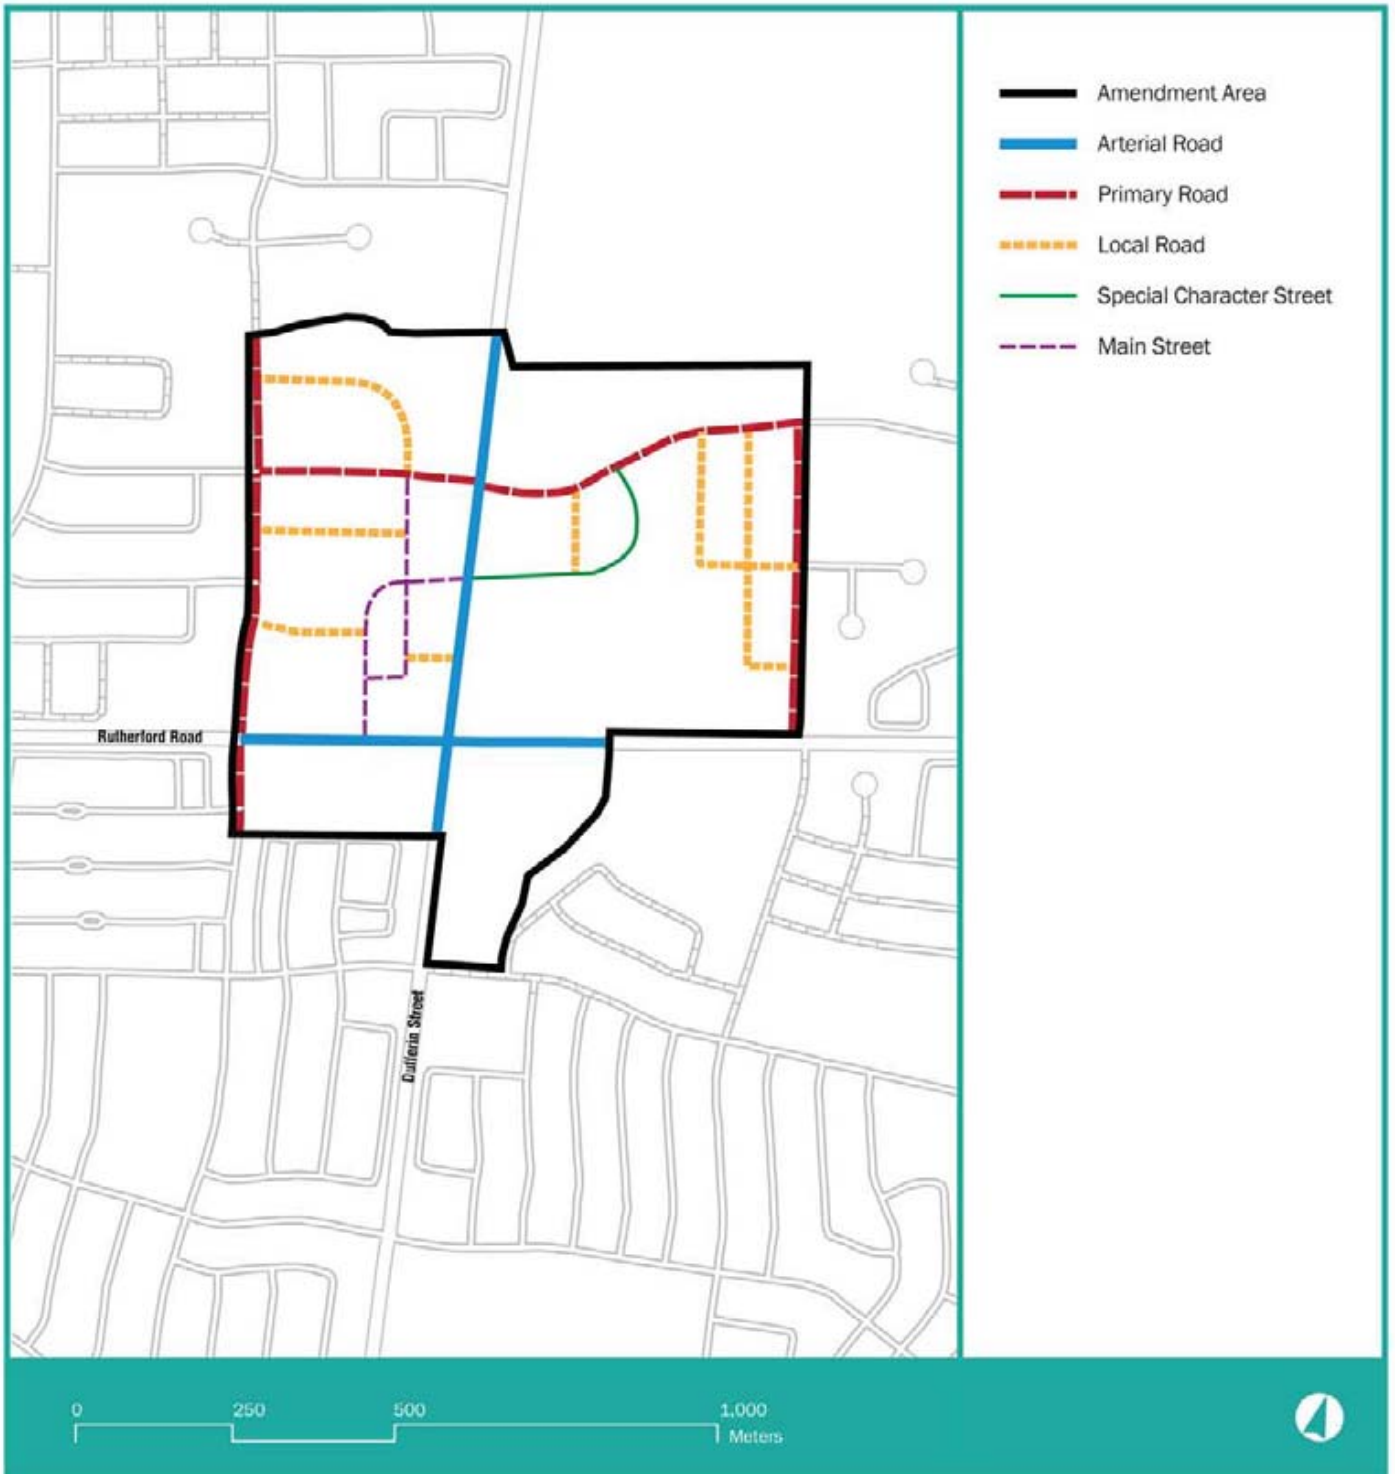 Amendment Area
Arterial Road
Primary Road
Local Road
Special Character Street
Main Street
Rutherford Road
Dufferin Street
0 250 500 1,000
Meters